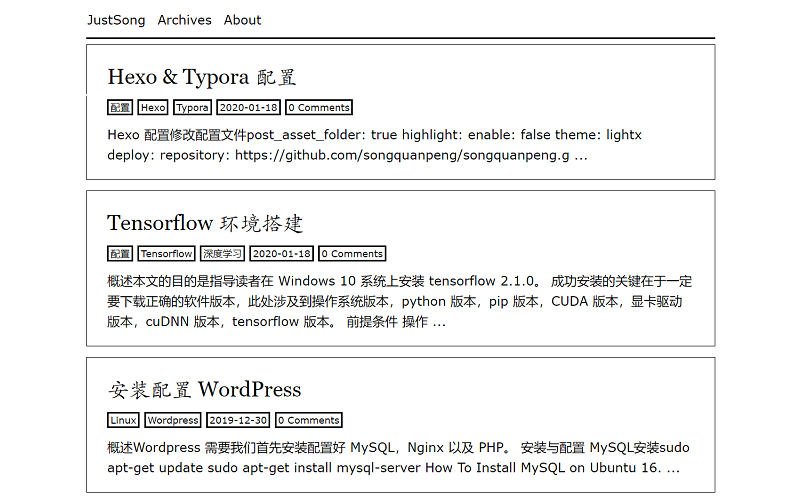 JustSong Archives About
Hexo & Typora 配置
配置 Hexo Typora 2020-01-18 0 Comments
Hexo 配置修改配置文件post_asset_folder: true highlight: enable: false theme: lightx
deploy: repository: https://github.com/songquanpeng/songquanpeng.g ...
Tensorflow 环境搭建
配置 Tensorflow 深度学习 2020-01-18 0 Comments
概述本文的目的是指导读者在 Windows 10 系统上安装 tensorflow 2.1.0。 成功安装的关键在于一定
要下载正确的软件版本，此处涉及到操作系统版本，python 版本，pip 版本，CUDA 版本，显卡驱动
版本，cuDNN 版本，tensorflow 版本。 前提条件 操作 ...
安装配置 WordPress
Linux Wordpress 2019-12-30 0 Comments
概述Wordpress 需要我们首先安装配置好 MySQL，Nginx 以及 PHP。 安装与配置 MySQL安装sudo
apt-get update sudo apt-get install mysql-server How To Install MySQL on Ubuntu 16. ...